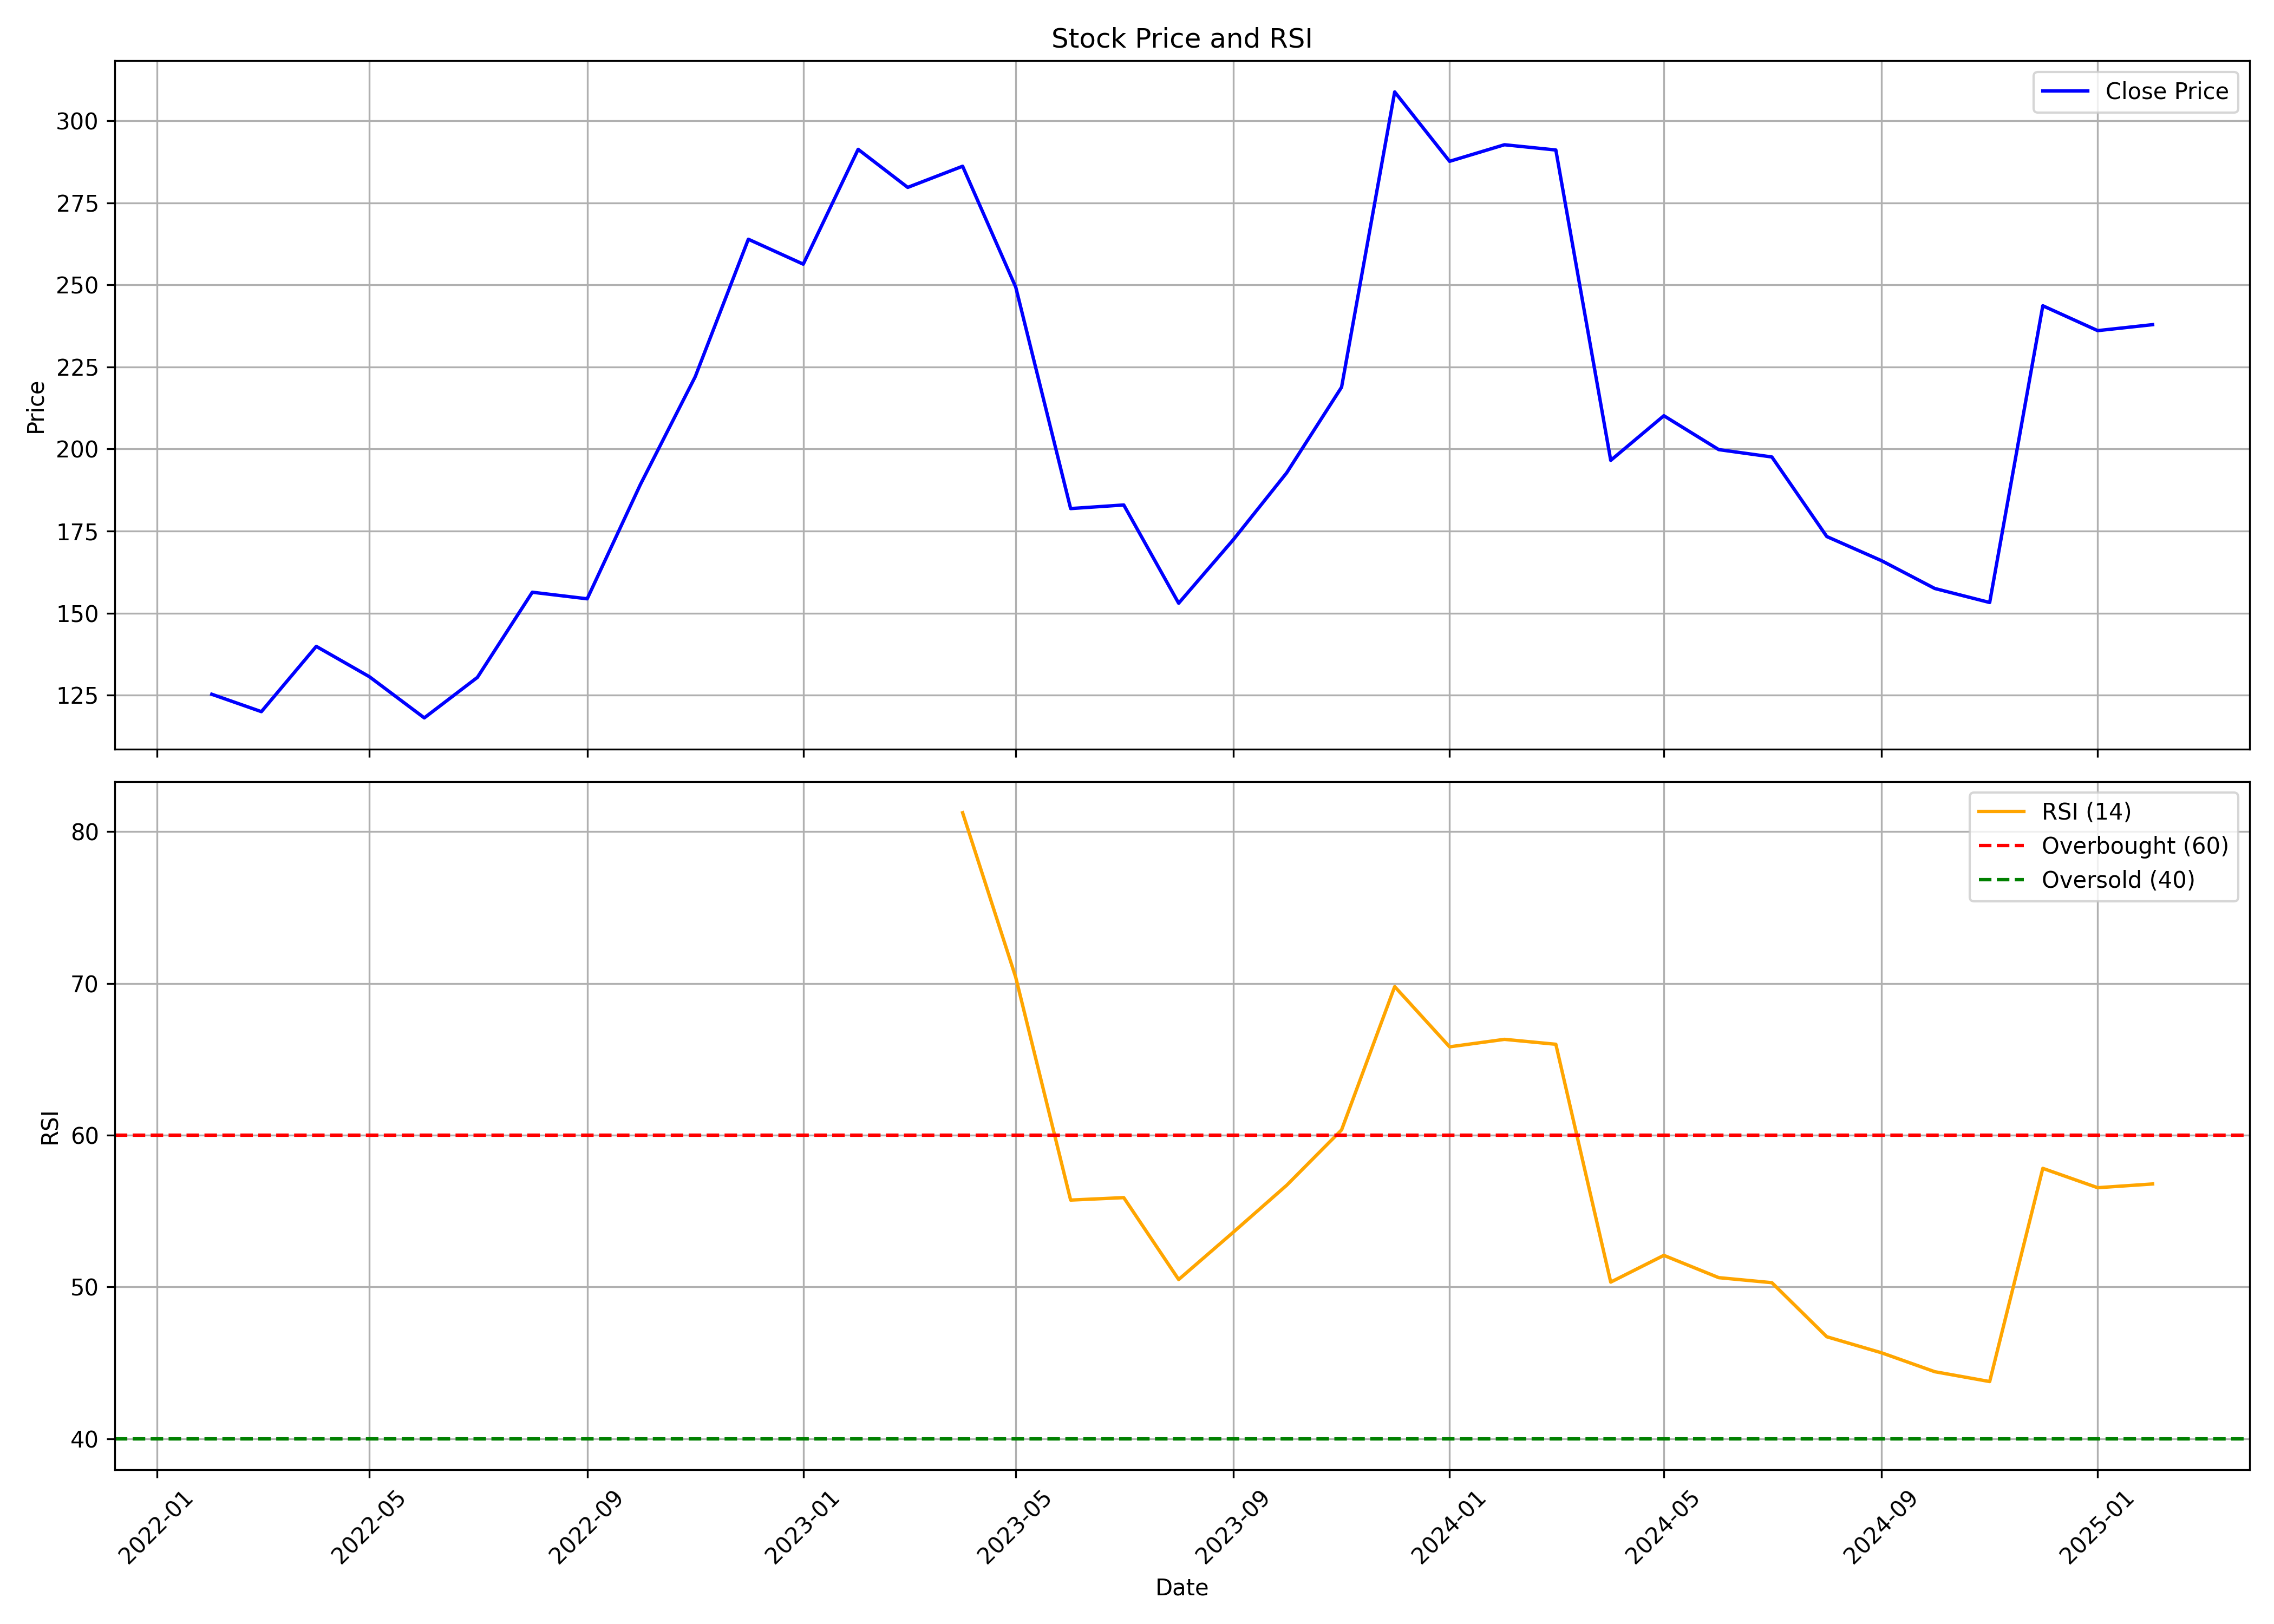 Stock Price and RSI
Close Price
300
275
250
225
200
175
150
125
Price
RSI (14)
Overbought (60)
Oversold (40)
80
70
60
50
40
RSI
2022-01
2022-05
2022-09
2023-01
2023-05
2023-09
2024-01
2024-05
2024-09
2025-01
Date